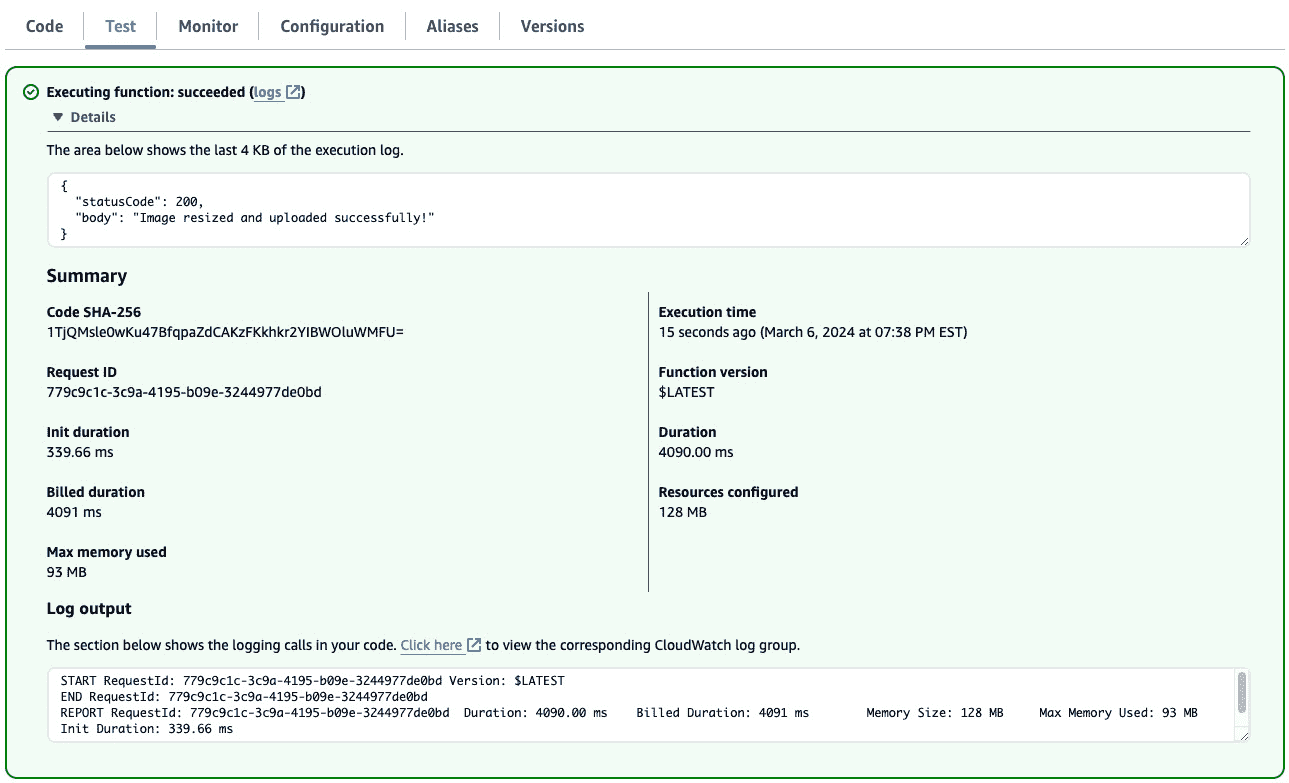 Code Test Monitor Configuration Aliases Versions
Executing function: succeeded (logs)
Details
The area below shows the last 4 KB of the execution log.
{
"statusCode": 200,
"body": "Image resized and uploaded successfully!"
}
Summary
Code SHA-256
1TjQMsle0wKu47BfqpaZdCAKzFKkhkr2YIBWOluWMFU=
Execution time
15 seconds ago (March 6, 2024 at 07:38 PM EST)
Request ID
779c9c1c-3c9a-4195-b09e-3244977de0bd
Function version
$LATEST
Init duration
339.66 ms
Duration
4090.00 ms
Billed duration
4091 ms
Resources configured
128 MB
Max memory used
93 MB
Log output
The section below shows the logging calls in your code. Click here to view the corresponding CloudWatch log group.
START RequestId: 779c9c1c-3c9a-4195-b09e-3244977de0bd Version: $LATEST
END RequestId: 779c9c1c-3c9a-4195-b09e-3244977de0bd
REPORT RequestId: 779c9c1c-3c9a-4195-b09e-3244977de0bd Duration: 4090.00 ms Billed Duration: 4091 ms Memory Size: 128 MB Max Memory Used: 93 MB
Init Duration: 339.66 ms